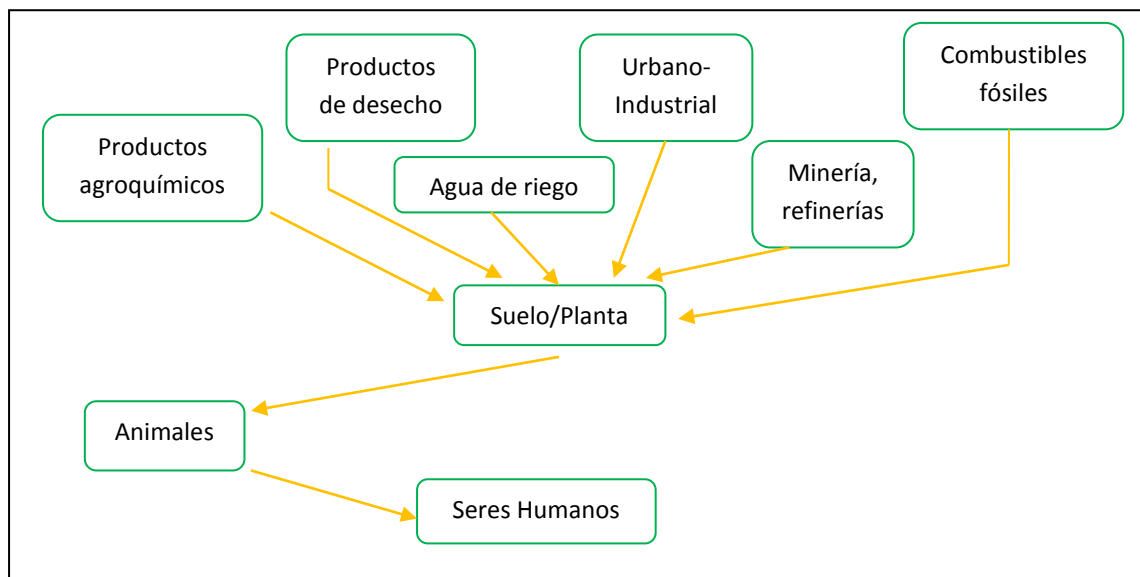 Productos
de desecho
Urbano-
Industrial
Combustibles
fósiles
Productos
agroquímicos
Agua de riego
Minería,
refinerías
Suelo/Planta
Animales
Seres Humanos